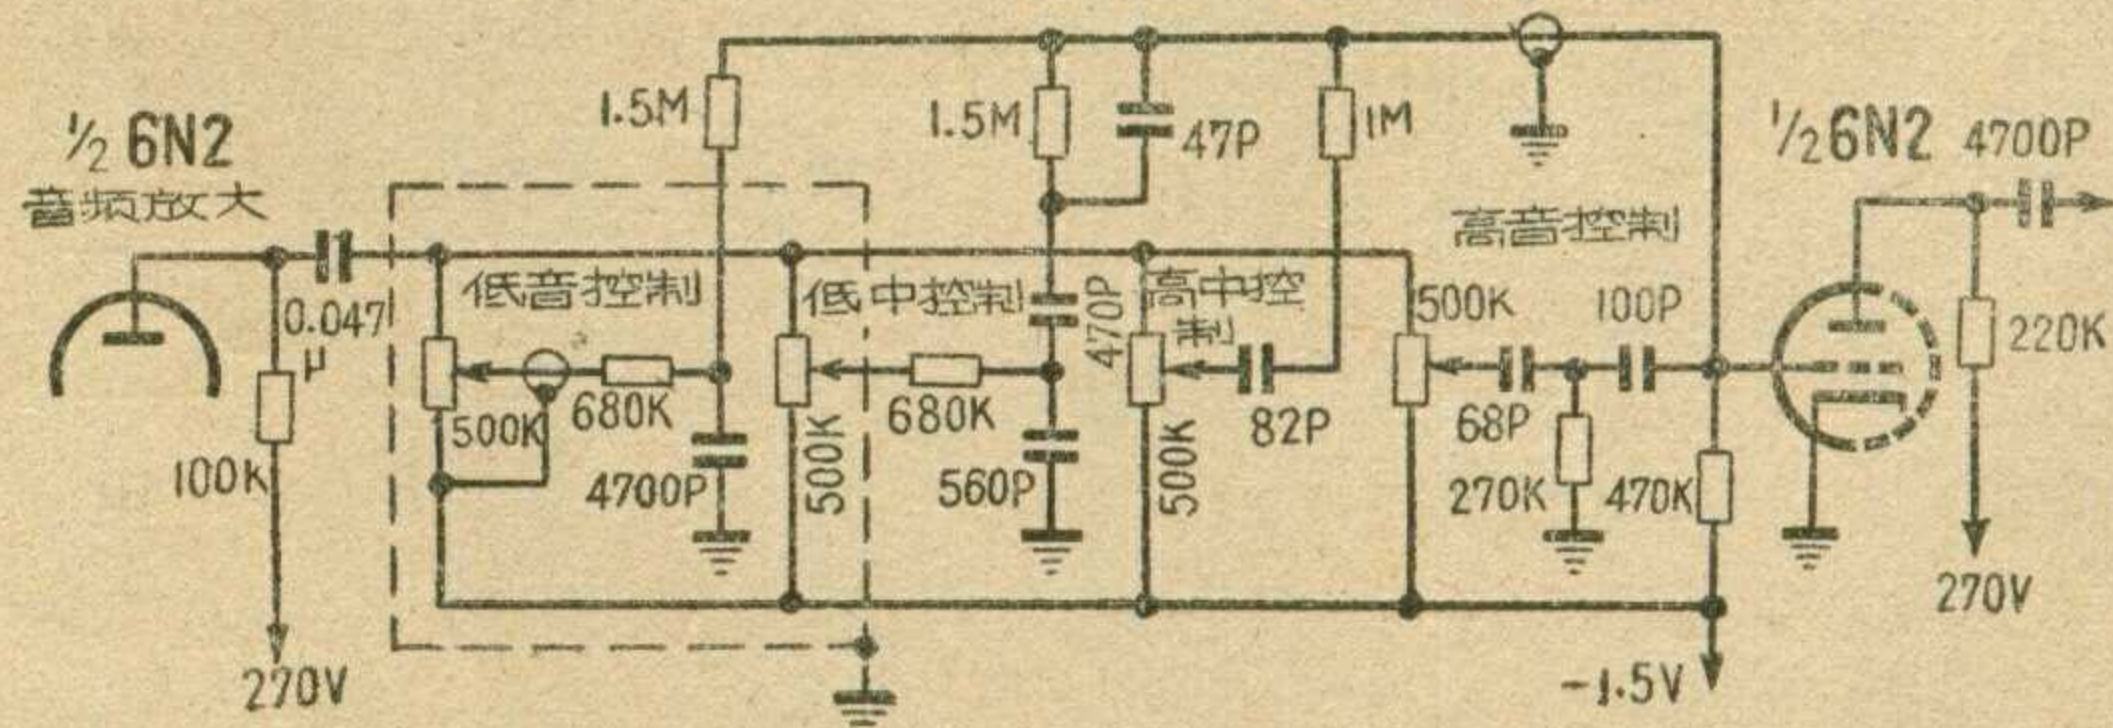 ½ 6N2
音频放大
0.047
μ
100K
270V
低音控制
500K
680K
4700P
1.5M
低中控制
500K
680K
560P
1.5M
47P
470P
高中控
制
500K
82P
1M
高音控制
500K
68P
100P
270K
470K
-1.5V
½6N2
4700P
220K
270V